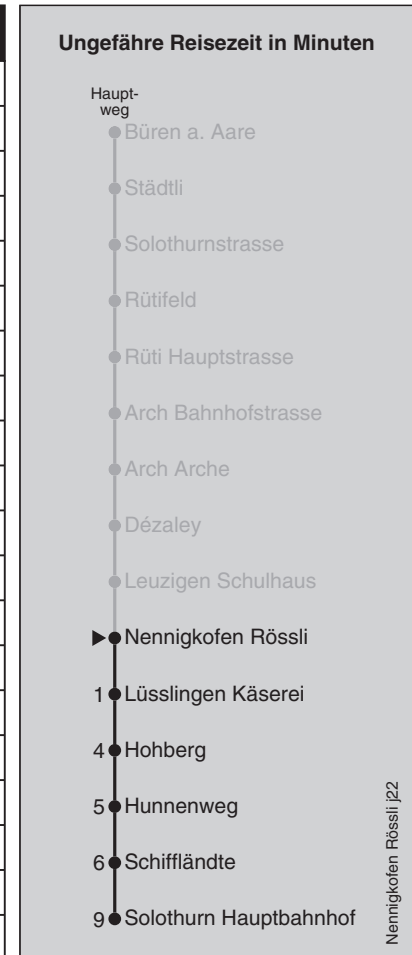 Ungefähre Reisezeit in Minuten
Haupt-
weg
Büren a. Aare
Städtli
Solothurnstrasse
Rütifeld
Rüti Hauptstrasse
Arch Bahnhofstrasse
Arch Arche
Dézaley
Leuzigen Schulhaus
Nennigkofen Rössli
1 Lüsslingen Käserei
4 Hohberg
5 Hunnenweg
6 Schiffländte
9 Solothurn Hauptbahnhof
Nennigkofen Rössli j22